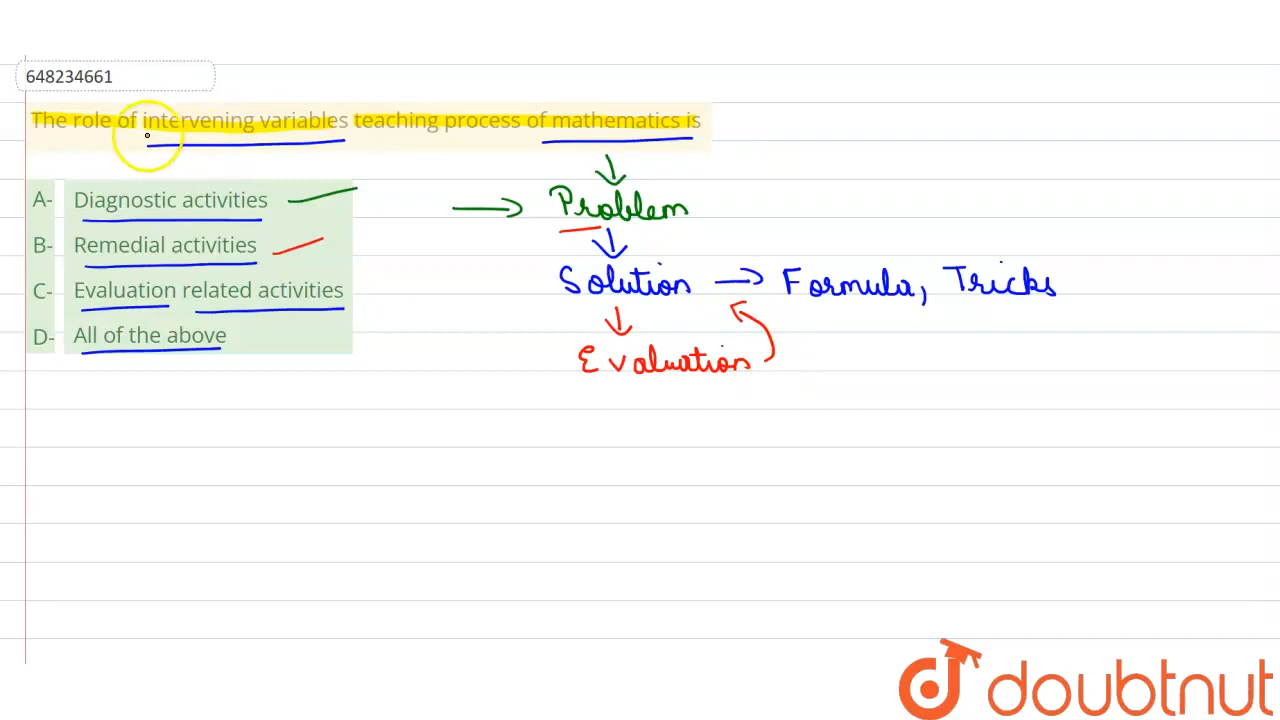 648234661
The role of intervening variables teaching process of mathematics is
A- Diagnostic activities
B- Remedial activities
C- Evaluation related activities
D- All of the above
Problem
Solution → Formula, Tricks
Evaluation
doubtnut